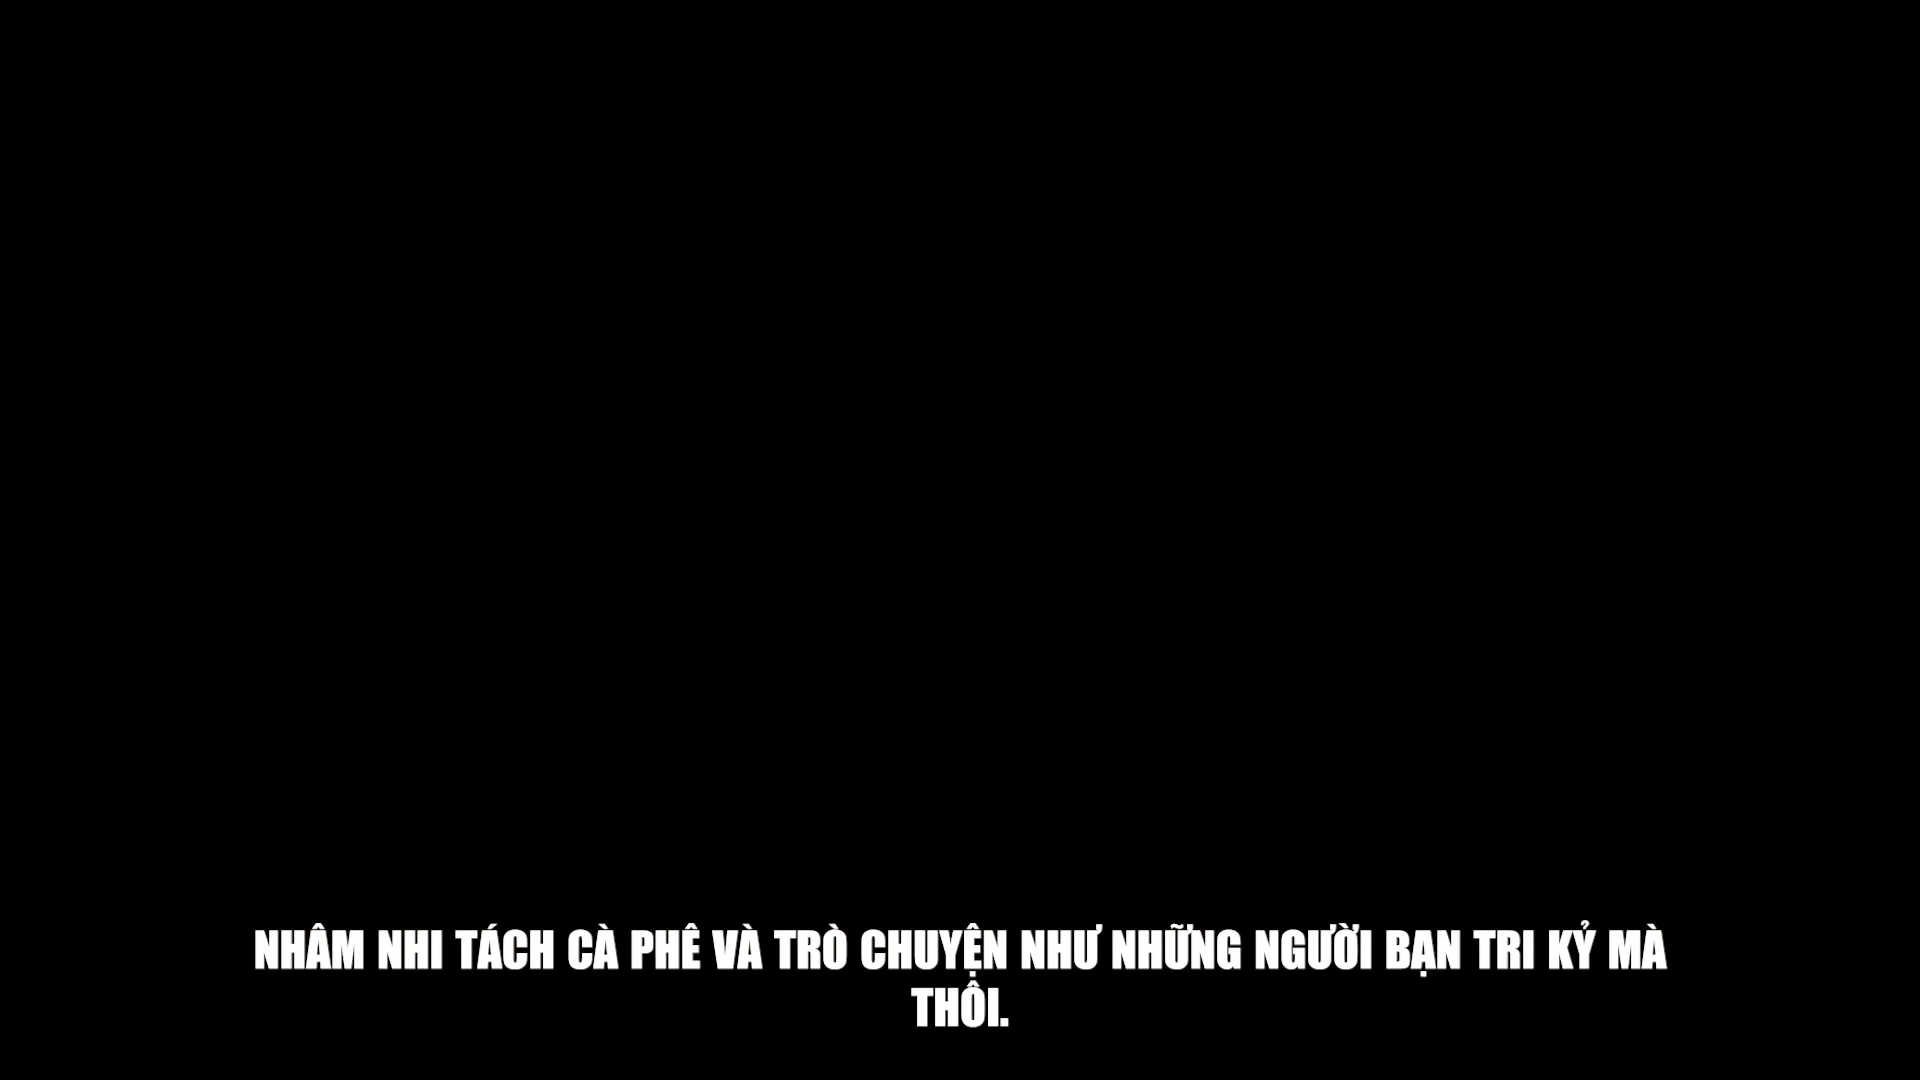 NHÂM NHI TÁCH CÀ PHÊ VÀ TRÒ CHUYỆN NHƯ NHỮNG NGƯỜI BẠN TRI KỶ MÀ
THÔI.